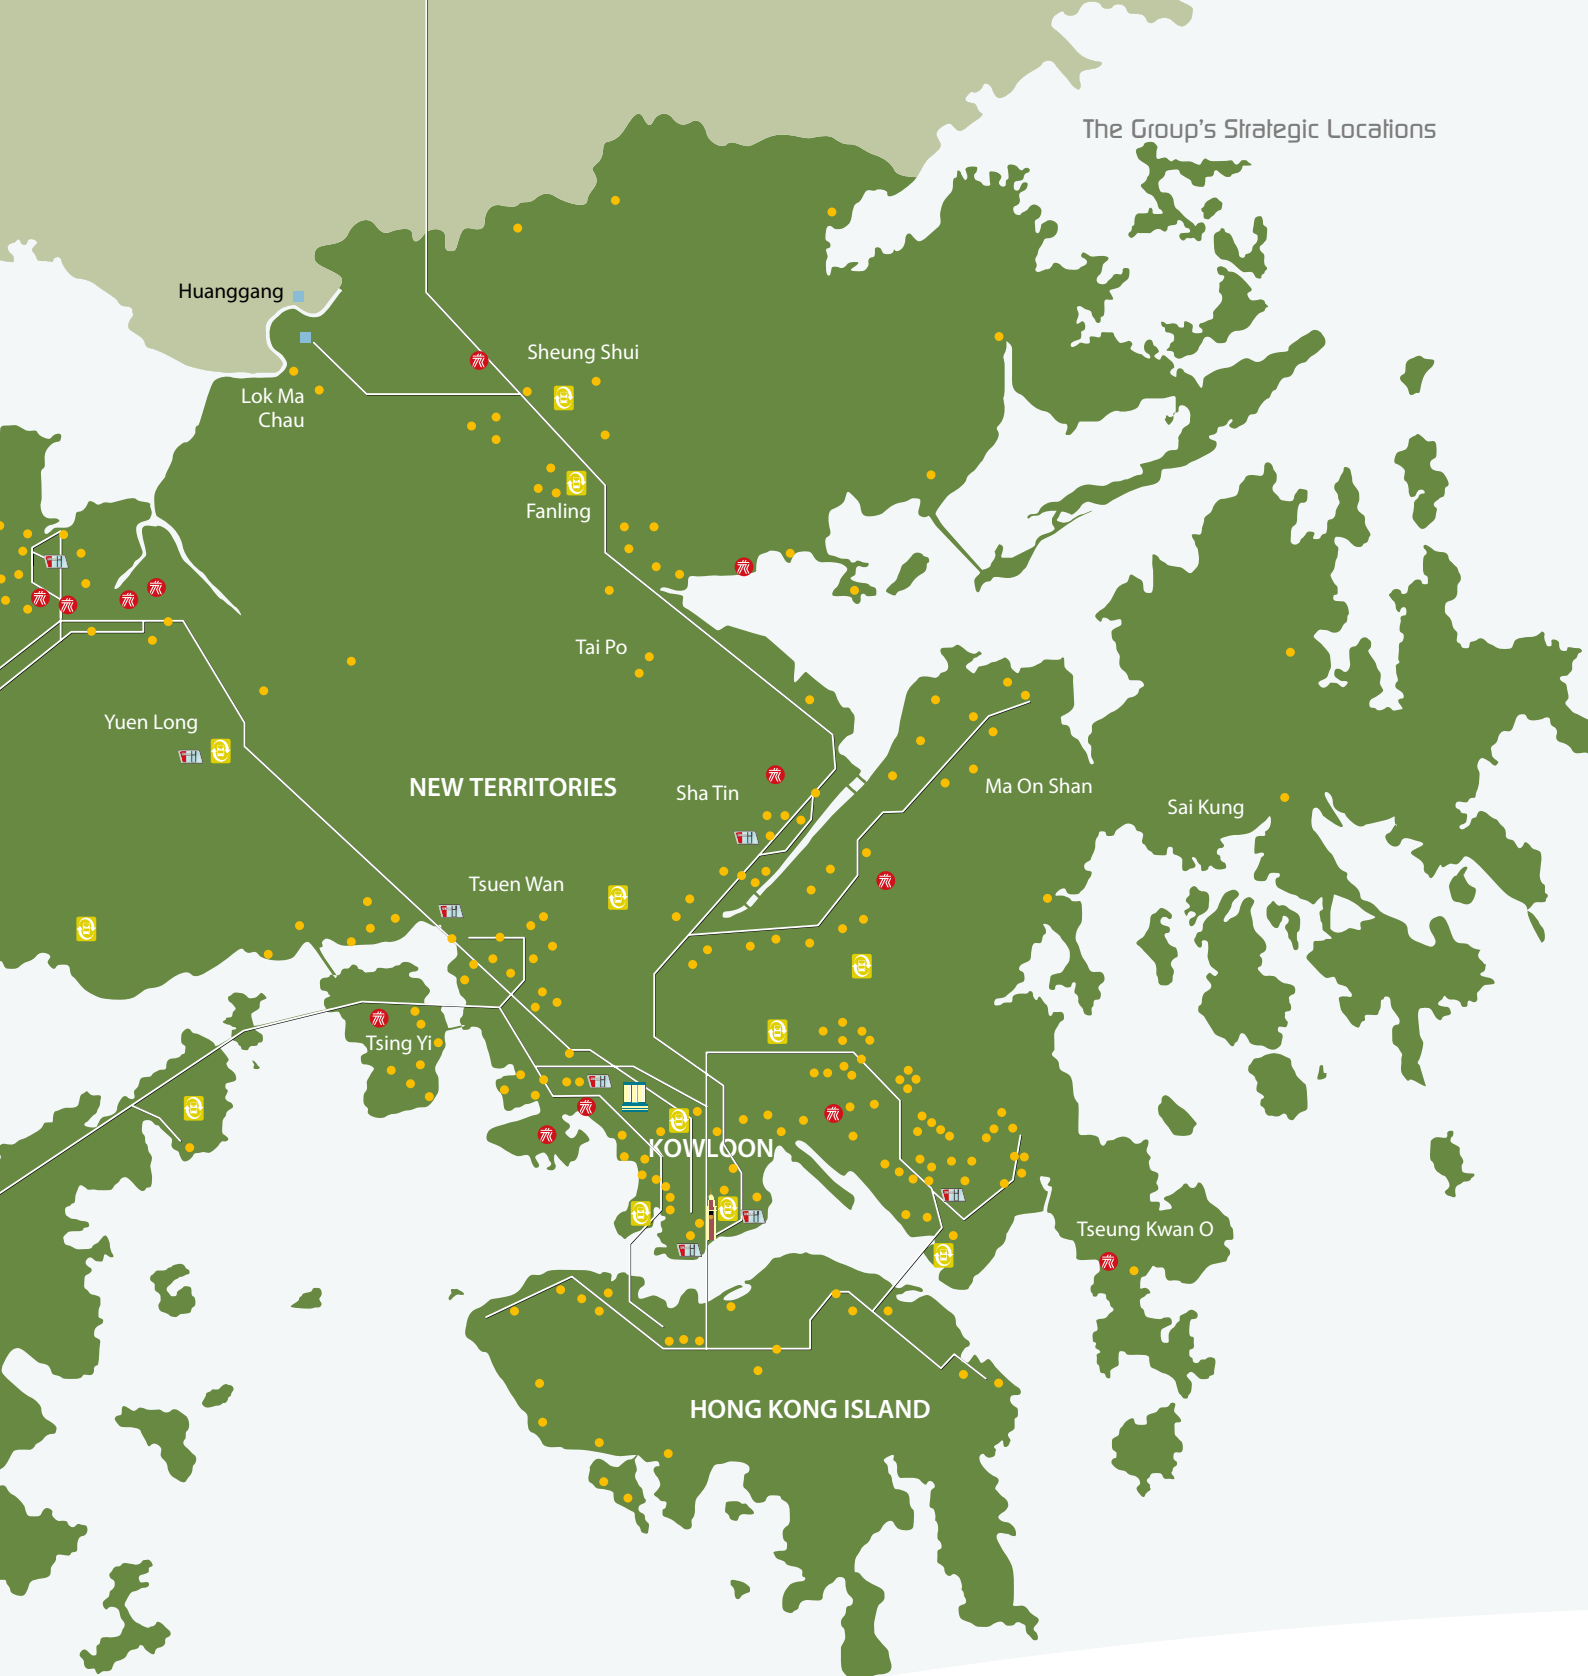 The Group's Strategic Locations
Huanggang
Sheung Shui
Lok Ma
Chau
Fanling
Tai Po
Yuen Long
NEW TERRITORIES
Sha Tin
Ma On Shan
Sai Kung
Tsuen Wan
Tsing Yi
KOWLOON
Tseung Kwan O
HONG KONG ISLAND